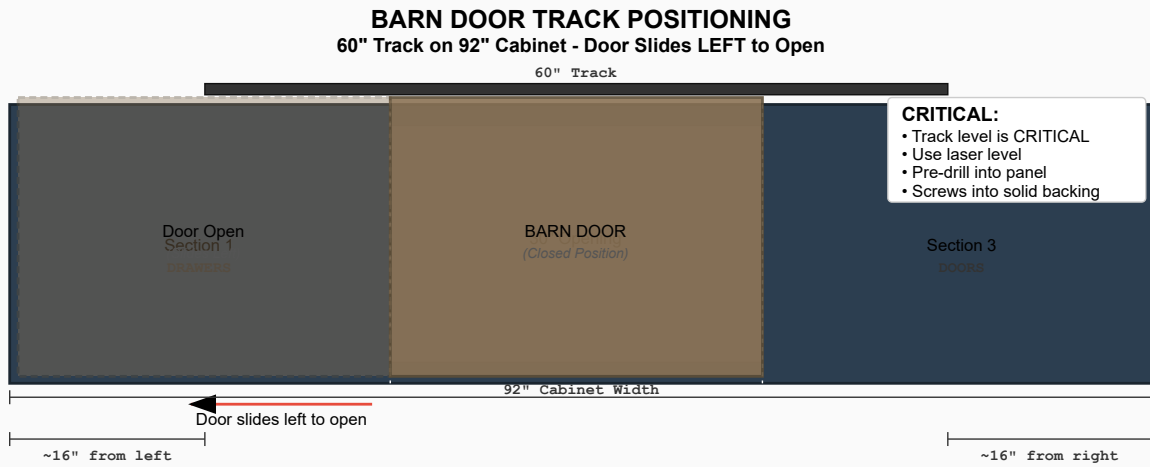 BARN DOOR TRACK POSITIONING
60" Track on 92" Cabinet - Door Slides LEFT to Open
60" Track
CRITICAL:
• Track level is CRITICAL
• Use laser level
• Pre-drill into panel
• Screws into solid backing
Door Open
Section 1
DRAWERS
BARN DOOR
(Closed Position)
Section 3
DOORS
92" Cabinet Width
Door slides left to open
~16" from left
~16" from right